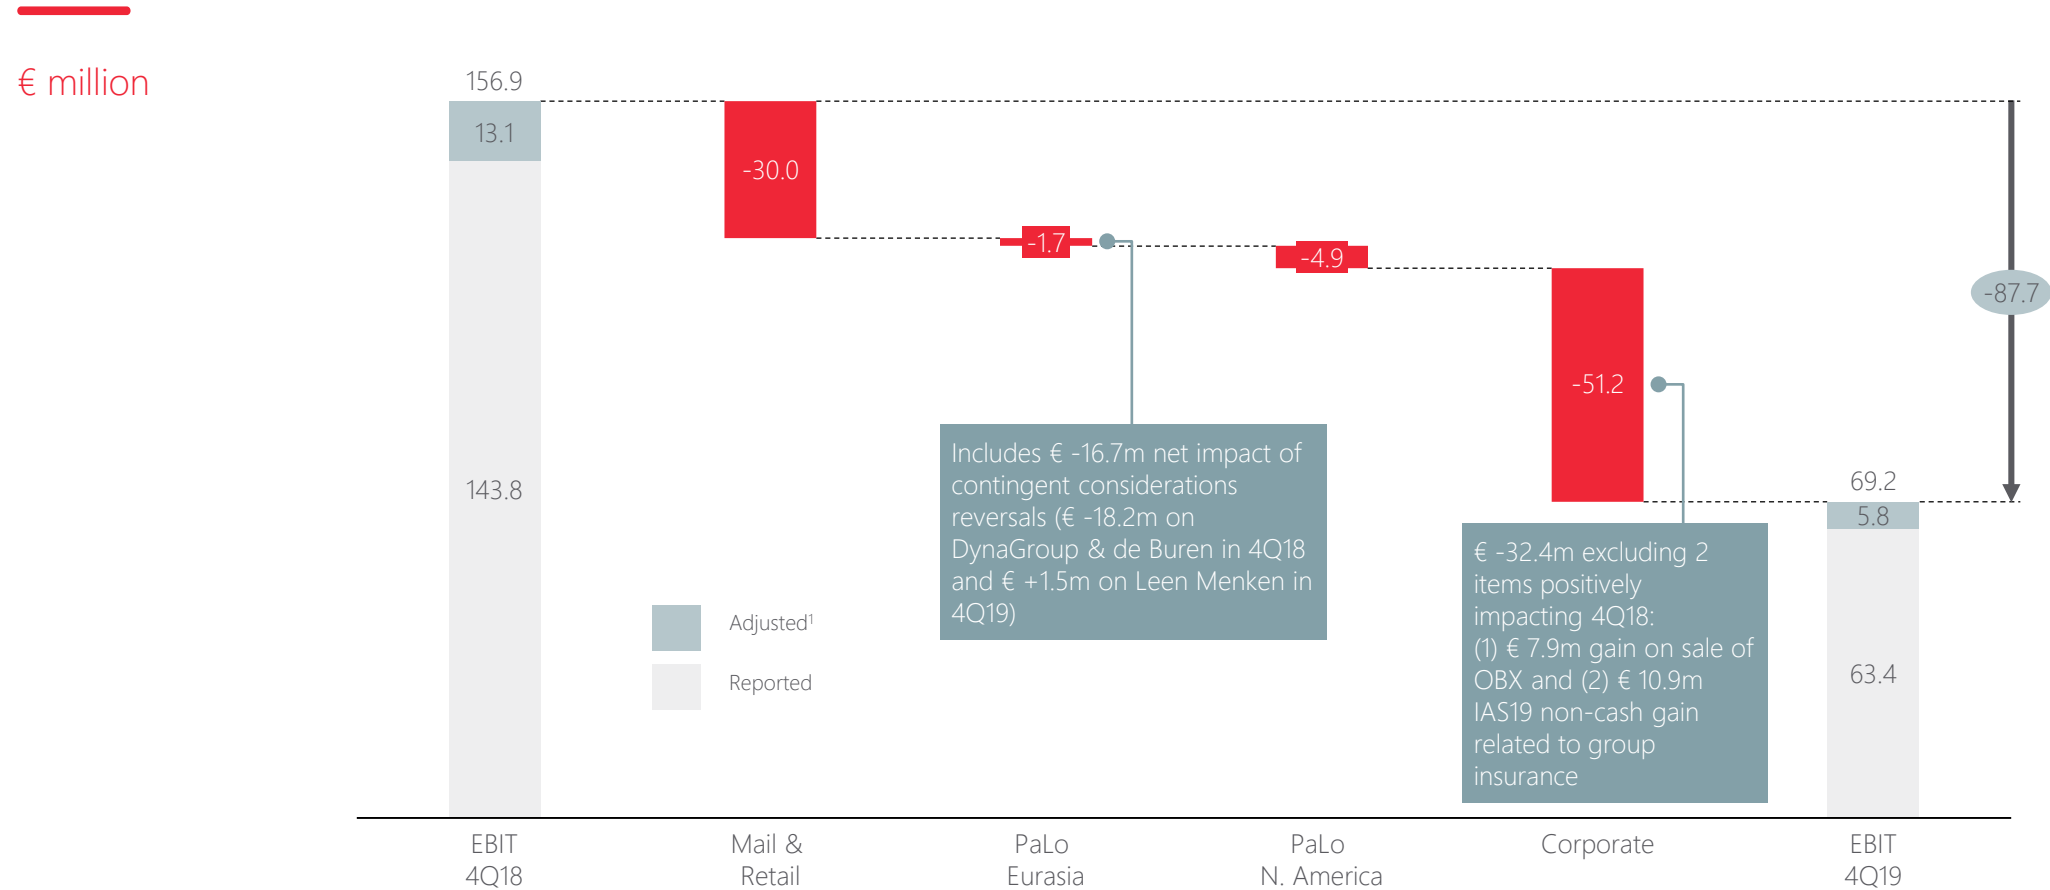 € million
156.9
13.1
143.8
-30.0
-1.7
-4.9
-51.2
-87.7
69.2
5.8
63.4
Includes € -16.7m net impact of
contingent considerations
reversals (€ -18.2m on
DynaGroup & de Buren in 4Q18
and € +1.5m on Leen Menken in
4Q19)
€ -32.4m excluding 2
items positively
impacting 4Q18:
(1) € 7.9m gain on sale of
OBX and (2) € 10.9m
IAS19 non-cash gain
related to group
insurance
Adjusted¹
Reported
EBIT
4Q18
Mail &
Retail
PaLo
Eurasia
PaLo
N. America
Corporate
EBIT
4Q19